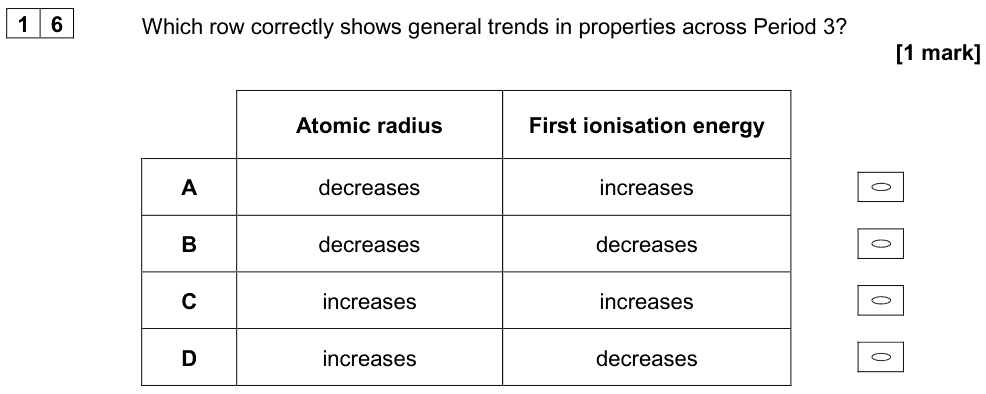 1 6 Which row correctly shows general trends in properties across Period 3?
[1 mark]
Atomic radius First ionisation energy
A decreases increases
B decreases decreases
C increases increases
D increases decreases